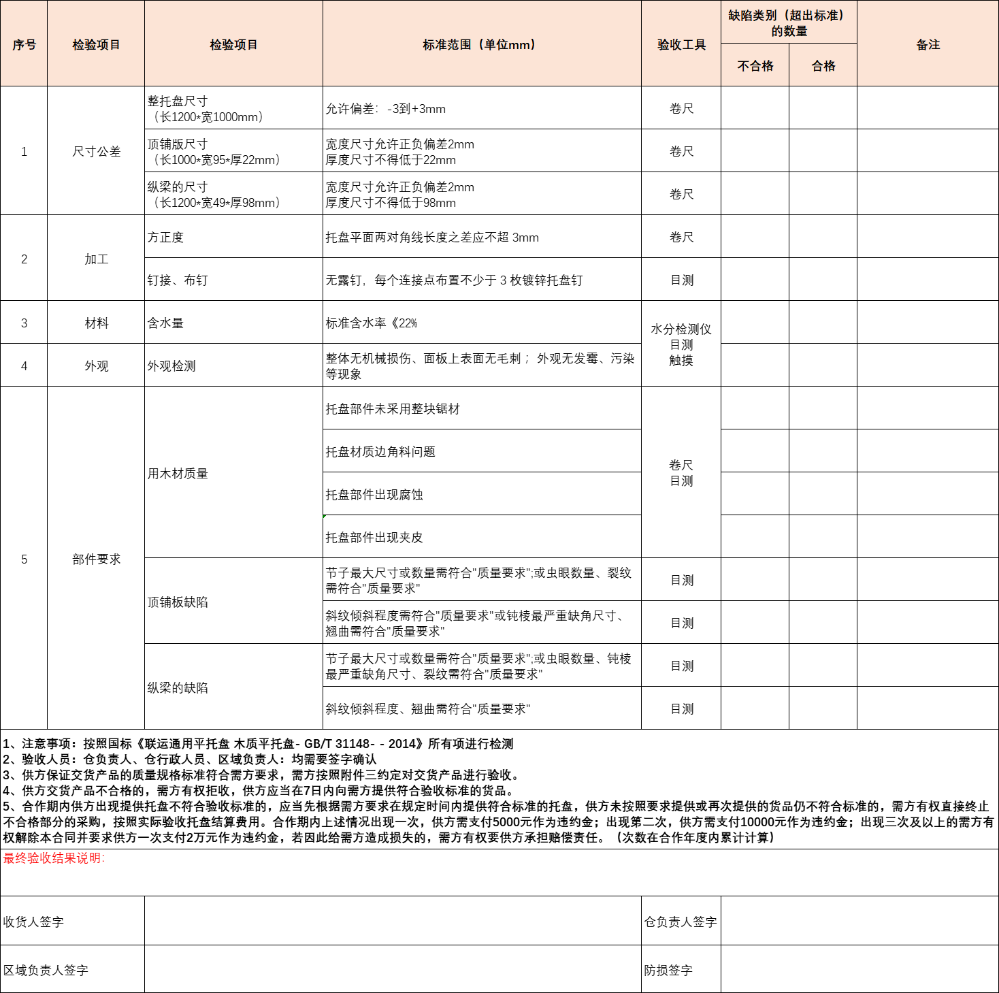 序号
检验项目
检验项目
标准范围（单位mm）
验收工具
缺陷类别（超出标准）
的数量
备注
不合格
合格
1
尺寸公差
整托盘尺寸
（长1200*宽1000mm）
允许偏差：-3到+3mm
卷尺
顶铺版尺寸
（长1000*宽95*厚22mm）
宽度尺寸允许正负偏差2mm
厚度尺寸不得低于22mm
卷尺
纵梁的尺寸
（长1200*宽49*厚98mm）
宽度尺寸允许正负偏差2mm
厚度尺寸不得低于98mm
卷尺
2
加工
方正度
托盘平面两对角线长度之差应不超 3mm
卷尺
钉接、布钉
无露钉，每个连接点布置不少于 3 枚镀锌托盘钉
目测
3
材料
含水量
标准含水率《22%
水分检测仪
目测
触摸
4
外观
外观检测
整体无机械损伤、面板上表面无毛刺 ；外观无发霉、污染
等现象
5
部件要求
用木材质量
托盘部件未采用整块锯材
托盘材质边角料问题
托盘部件出现腐蚀
托盘部件出现夹皮
卷尺
目测
顶铺板缺陷
节子最大尺寸或数量需符合"质量要求";或虫眼数量、裂纹
需符合"质量要求"
目测
斜纹倾斜程度需符合"质量要求"或钝棱最严重缺角尺寸、
翘曲需符合"质量要求"
目测
纵梁的缺陷
节子最大尺寸或数量需符合"质量要求";或虫眼数量、钝棱
最严重缺角尺寸、裂纹需符合"质量要求"
目测
斜纹倾斜程度、翘曲需符合"质量要求"
目测
1、注意事项：按照国标《联运通用平托盘 木质平托盘- GB/T 31148- - 2014》所有项进行检测
2、验收人员：仓负责人、仓行政人员、区域负责人：均需要签字确认
3、供方保证交货产品的质量规格标准符合需方要求，需方按照附件三约定对交货产品进行验收。
4、供方交货产品不合格的，需方有权拒收，供方应当在7日内向需方提供符合验收标准的货品。
5、合作期内供方出现提供托盘不符合验收标准的，应当先根据需方要求在规定时间内提供符合标准的托盘，供方未按照要求提供或再次提供的货品仍不符合标准的，需方有权直接终止
不合格部分的采购，按照实际验收托盘结算费用。合作期内上述情况出现一次，供方需支付5000元作为违约金；出现第二次，供方需支付10000元作为违约金；出现三次及以上的需方有
权解除本合同并要求供方一次支付2万元作为违约金，若因此给需方造成损失的，需方有权要供方承担赔偿责任。（次数在合作年度内累计计算）
最终验收结果说明:
收货人签字
仓负责人签字
区域负责人签字
防损签字